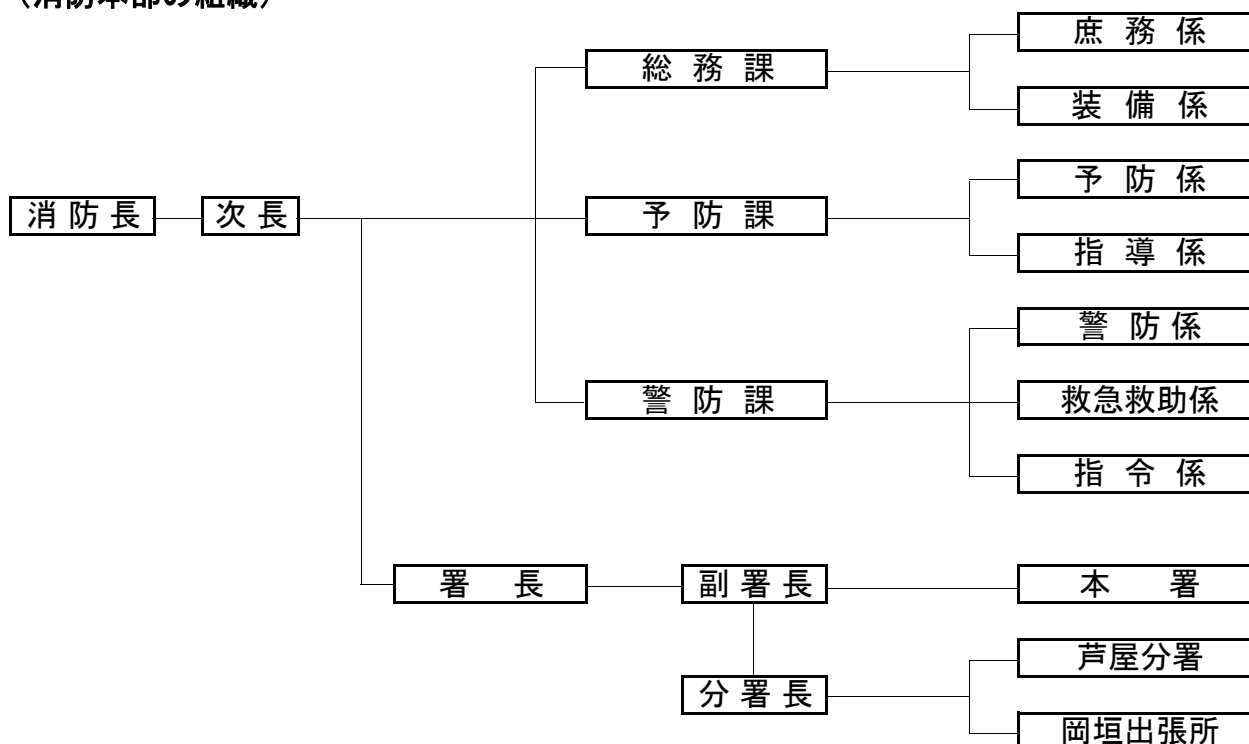 （消防本部の組織）
庶務係
総務課
装備係
予防係
消防長
次長
予防課
指導係
警防係
警防課
救急救助係
指令係
署長
副署長
本署
芦屋分署
分署長
岡垣出張所